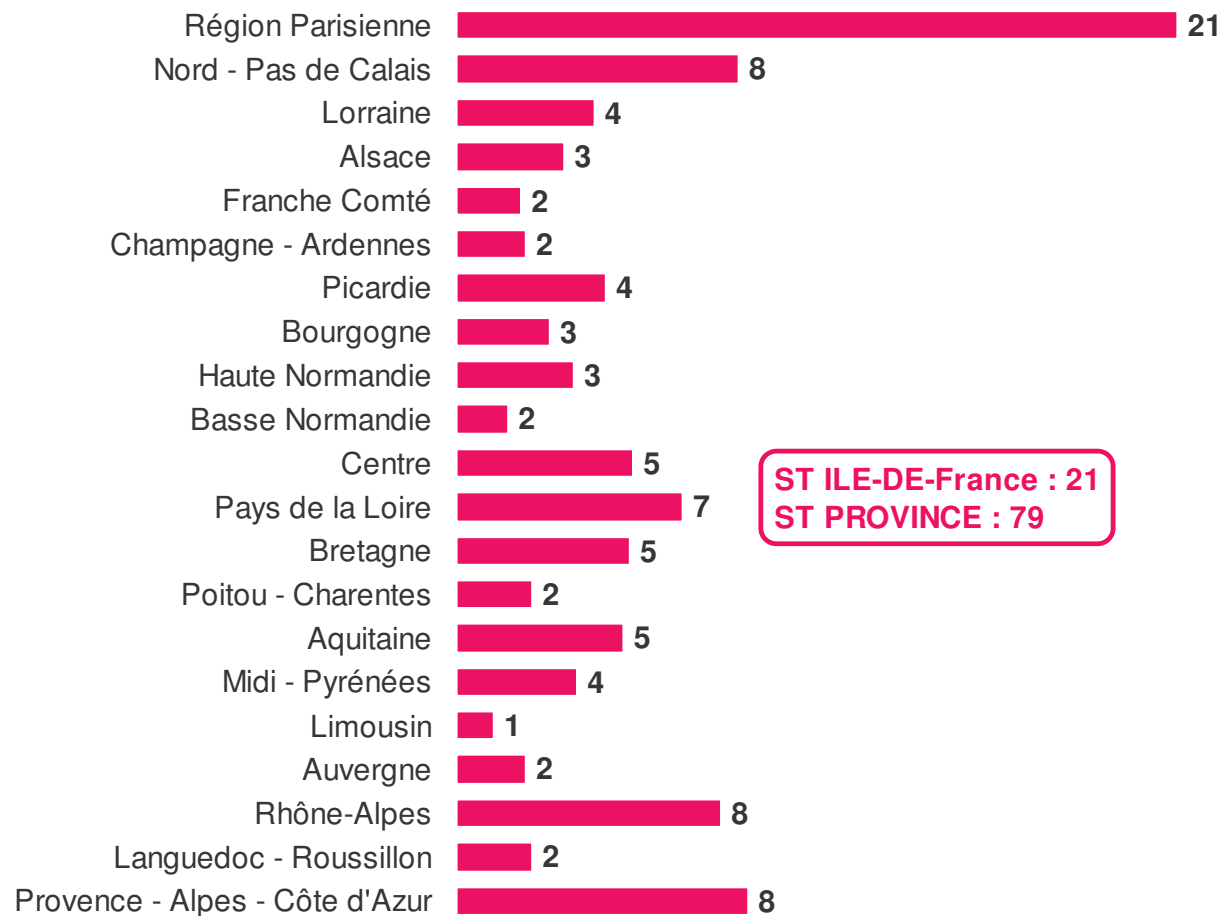 Région Parisienne 21
Nord - Pas de Calais 8
Lorraine 4
Alsace 3
Franche Comté 2
Champagne - Ardennes 2
Picardie 4
Bourgogne 3
Haute Normandie 3
Basse Normandie 2
Centre 5
ST ILE-DE-France : 21
ST PROVINCE : 79
Pays de la Loire 7
Bretagne 5
Poitou - Charentes 2
Aquitaine 5
Midi - Pyrénées 4
Limousin 1
Auvergne 2
Rhône-Alpes 8
Languedoc - Roussillon 2
Provence - Alpes - Côte d'Azur 8